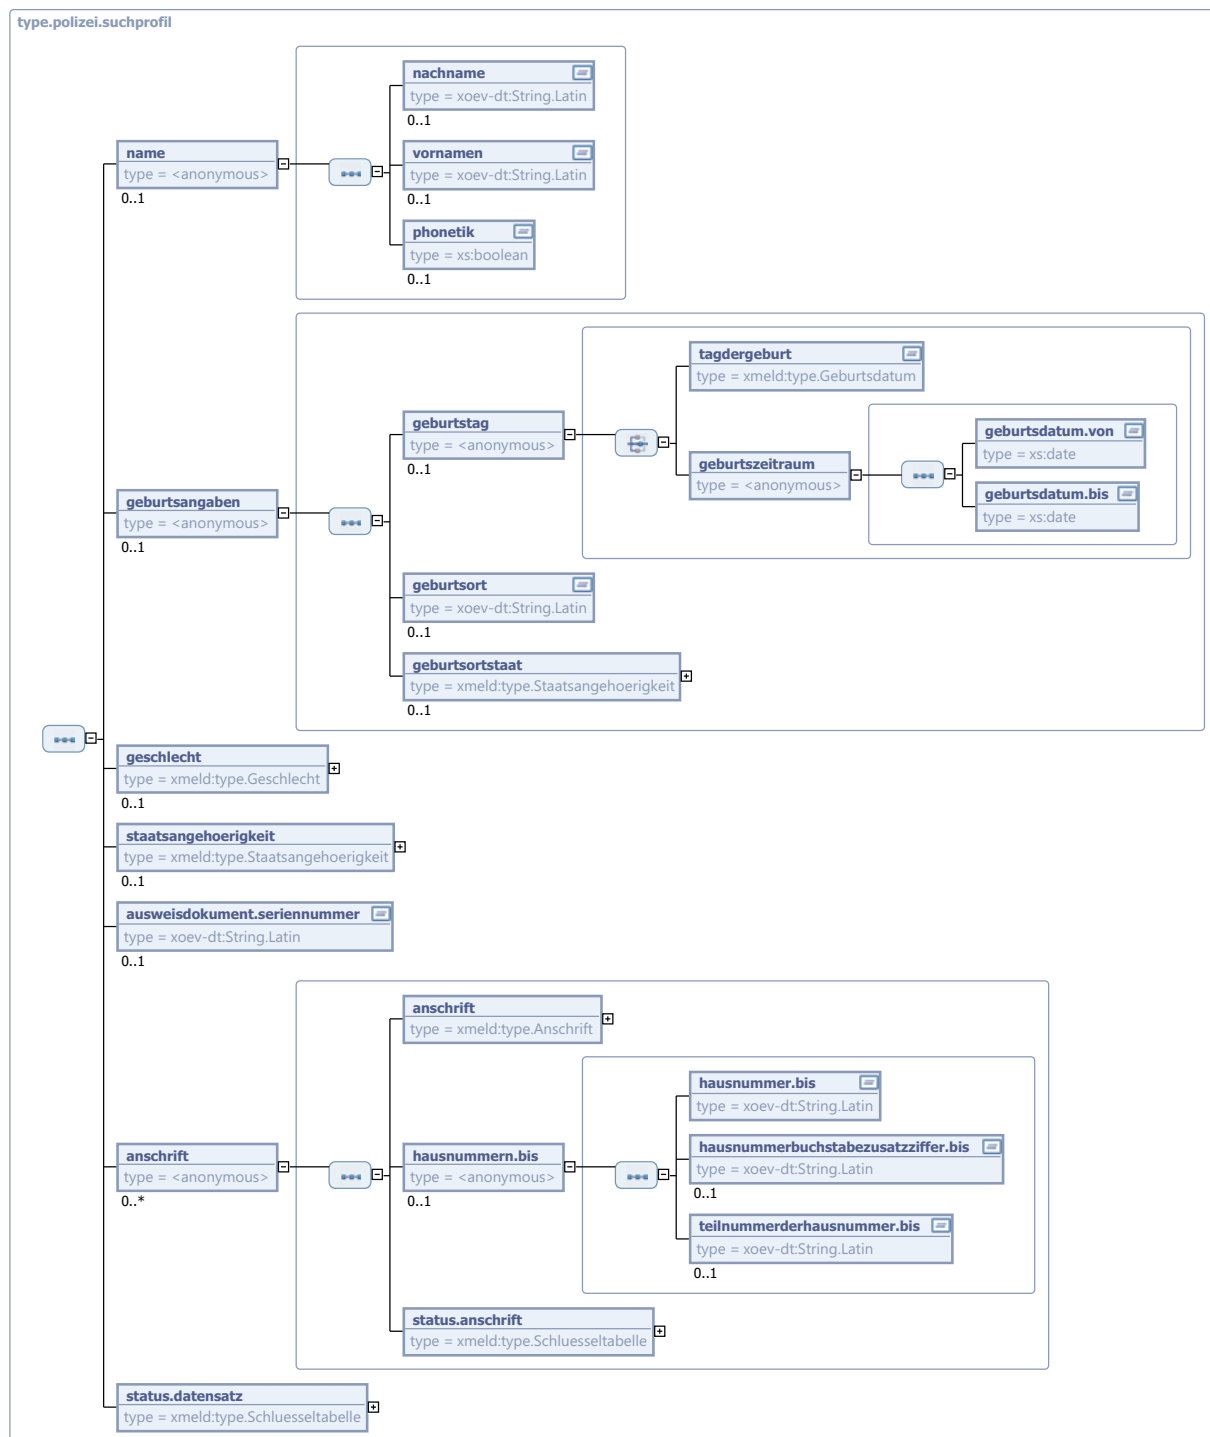 type.polizei.suchprofil
nachname
type = xoev-dt:String.Latin
0..1
vornamen
type = xoev-dt:String.Latin
0..1
phonetik
type = xs:boolean
0..1
name
type = <anonymous>
0..1
tagdergeburt
type = xmeld:type.Geburtsdatum
geburtsdatum.von
type = xs:date
geburtsdatum.bis
type = xs:date
geburtszeitraum
type = <anonymous>
geburtstag
type = <anonymous>
0..1
geburtsangaben
type = <anonymous>
0..1
geburtsort
type = xoev-dt:String.Latin
0..1
geburtsortstaat
type = xmeld:type.Staatsangehoerigkeit
0..1
geschlecht
type = xmeld:type.Geschlecht
0..1
staatsangehoerigkeit
type = xmeld:type.Staatsangehoerigkeit
0..1
ausweisdokument.seriennummer
type = xoev-dt:String.Latin
0..1
anschrift
type = xmeld:type.Anschrift
hausnummer.bis
type = xoev-dt:String.Latin
hausnummerbuchstabezusatzziffer.bis
type = xoev-dt:String.Latin
0..1
teilnummerderhausnummer.bis
type = xoev-dt:String.Latin
0..1
hausnummern.bis
type = <anonymous>
0..1
anschrift
type = <anonymous>
0..*
status.anschrift
type = xmeld:type.Schluesseltabelle
status.datensatz
type = xmeld:type.Schluesseltabelle